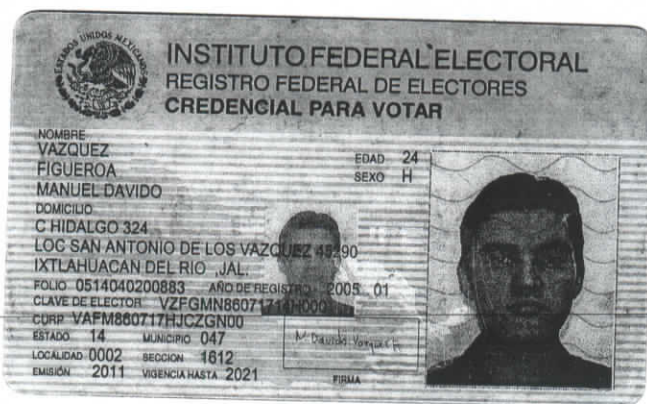 ESTADOS UNIDOS MEXICANOS
INSTITUTO FEDERAL ELECTORAL
REGISTRO FEDERAL DE ELECTORES
CREDENCIAL PARA VOTAR
NOMBRE
VAZQUEZ
FIGUEROA
MANUEL DAVIDO
EDAD 24
SEXO H
DOMICILIO
C HIDALGO 324
LOC SAN ANTONIO DE LOS VAZQUEZ 45290
IXTLAHUACAN DEL RIO ,JAL.
FOLIO 0514040200883 AÑO DE REGISTRO 2005 01
CLAVE DE ELECTOR
CURP VAFM860717HJCZGN00
ESTADO 14 MUNICIPIO 047
LOCALIDAD 0002 SECCION 1612
EMISIÓN 2011 VIGENCIA HASTA 2021
M Davido Vazquez F
FIRMA